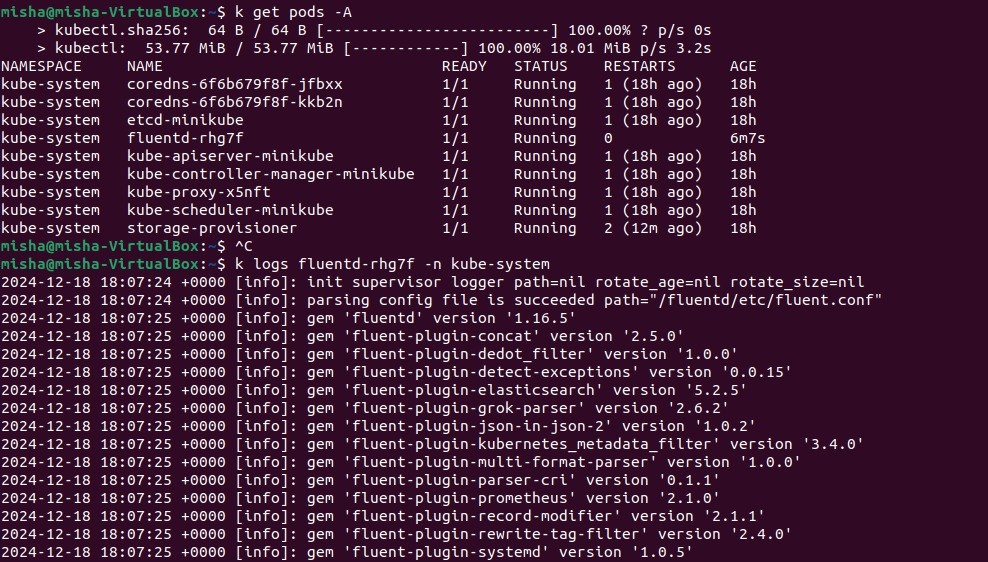 misha@misha-VirtualBox:~$ k get pods -A
    > kubectl.sha256:  64 B / 64 B [-------------------------] 100.00% ? p/s 0s
    > kubectl:  53.77 MiB / 53.77 MiB [------------] 100.00% 18.01 MiB p/s 3.2s
NAMESPACE     NAME                               READY   STATUS    RESTARTS      AGE
kube-system   coredns-6f6b679f8f-jfbxx           1/1     Running   1 (18h ago)   18h
kube-system   coredns-6f6b679f8f-kkb2n           1/1     Running   1 (18h ago)   18h
kube-system   etcd-minikube                      1/1     Running   1 (18h ago)   18h
kube-system   fluentd-rhg7f                      1/1     Running   0             6m7s
kube-system   kube-apiserver-minikube            1/1     Running   1 (18h ago)   18h
kube-system   kube-controller-manager-minikube   1/1     Running   1 (18h ago)   18h
kube-system   kube-proxy-x5nft                   1/1     Running   1 (18h ago)   18h
kube-system   kube-scheduler-minikube            1/1     Running   1 (18h ago)   18h
kube-system   storage-provisioner                1/1     Running   2 (12m ago)   18h
misha@misha-VirtualBox:~$ ^C
misha@misha-VirtualBox:~$ k logs fluentd-rhg7f -n kube-system
2024-12-18 18:07:24 +0000 [info]: init supervisor logger path=nil rotate_age=nil rotate_size=nil
2024-12-18 18:07:24 +0000 [info]: parsing config file is succeeded path="/fluentd/etc/fluent.conf"
2024-12-18 18:07:25 +0000 [info]: gem 'fluentd' version '1.16.5'
2024-12-18 18:07:25 +0000 [info]: gem 'fluent-plugin-concat' version '2.5.0'
2024-12-18 18:07:25 +0000 [info]: gem 'fluent-plugin-dedot_filter' version '1.0.0'
2024-12-18 18:07:25 +0000 [info]: gem 'fluent-plugin-detect-exceptions' version '0.0.15'
2024-12-18 18:07:25 +0000 [info]: gem 'fluent-plugin-elasticsearch' version '5.2.5'
2024-12-18 18:07:25 +0000 [info]: gem 'fluent-plugin-grok-parser' version '2.6.2'
2024-12-18 18:07:25 +0000 [info]: gem 'fluent-plugin-json-in-json-2' version '1.0.2'
2024-12-18 18:07:25 +0000 [info]: gem 'fluent-plugin-kubernetes_metadata_filter' version '3.4.0'
2024-12-18 18:07:25 +0000 [info]: gem 'fluent-plugin-multi-format-parser' version '1.0.0'
2024-12-18 18:07:25 +0000 [info]: gem 'fluent-plugin-parser-cri' version '0.1.1'
2024-12-18 18:07:25 +0000 [info]: gem 'fluent-plugin-prometheus' version '2.1.0'
2024-12-18 18:07:25 +0000 [info]: gem 'fluent-plugin-record-modifier' version '2.1.1'
2024-12-18 18:07:25 +0000 [info]: gem 'fluent-plugin-rewrite-tag-filter' version '2.4.0'
2024-12-18 18:07:25 +0000 [info]: gem 'fluent-plugin-systemd' version '1.0.5'